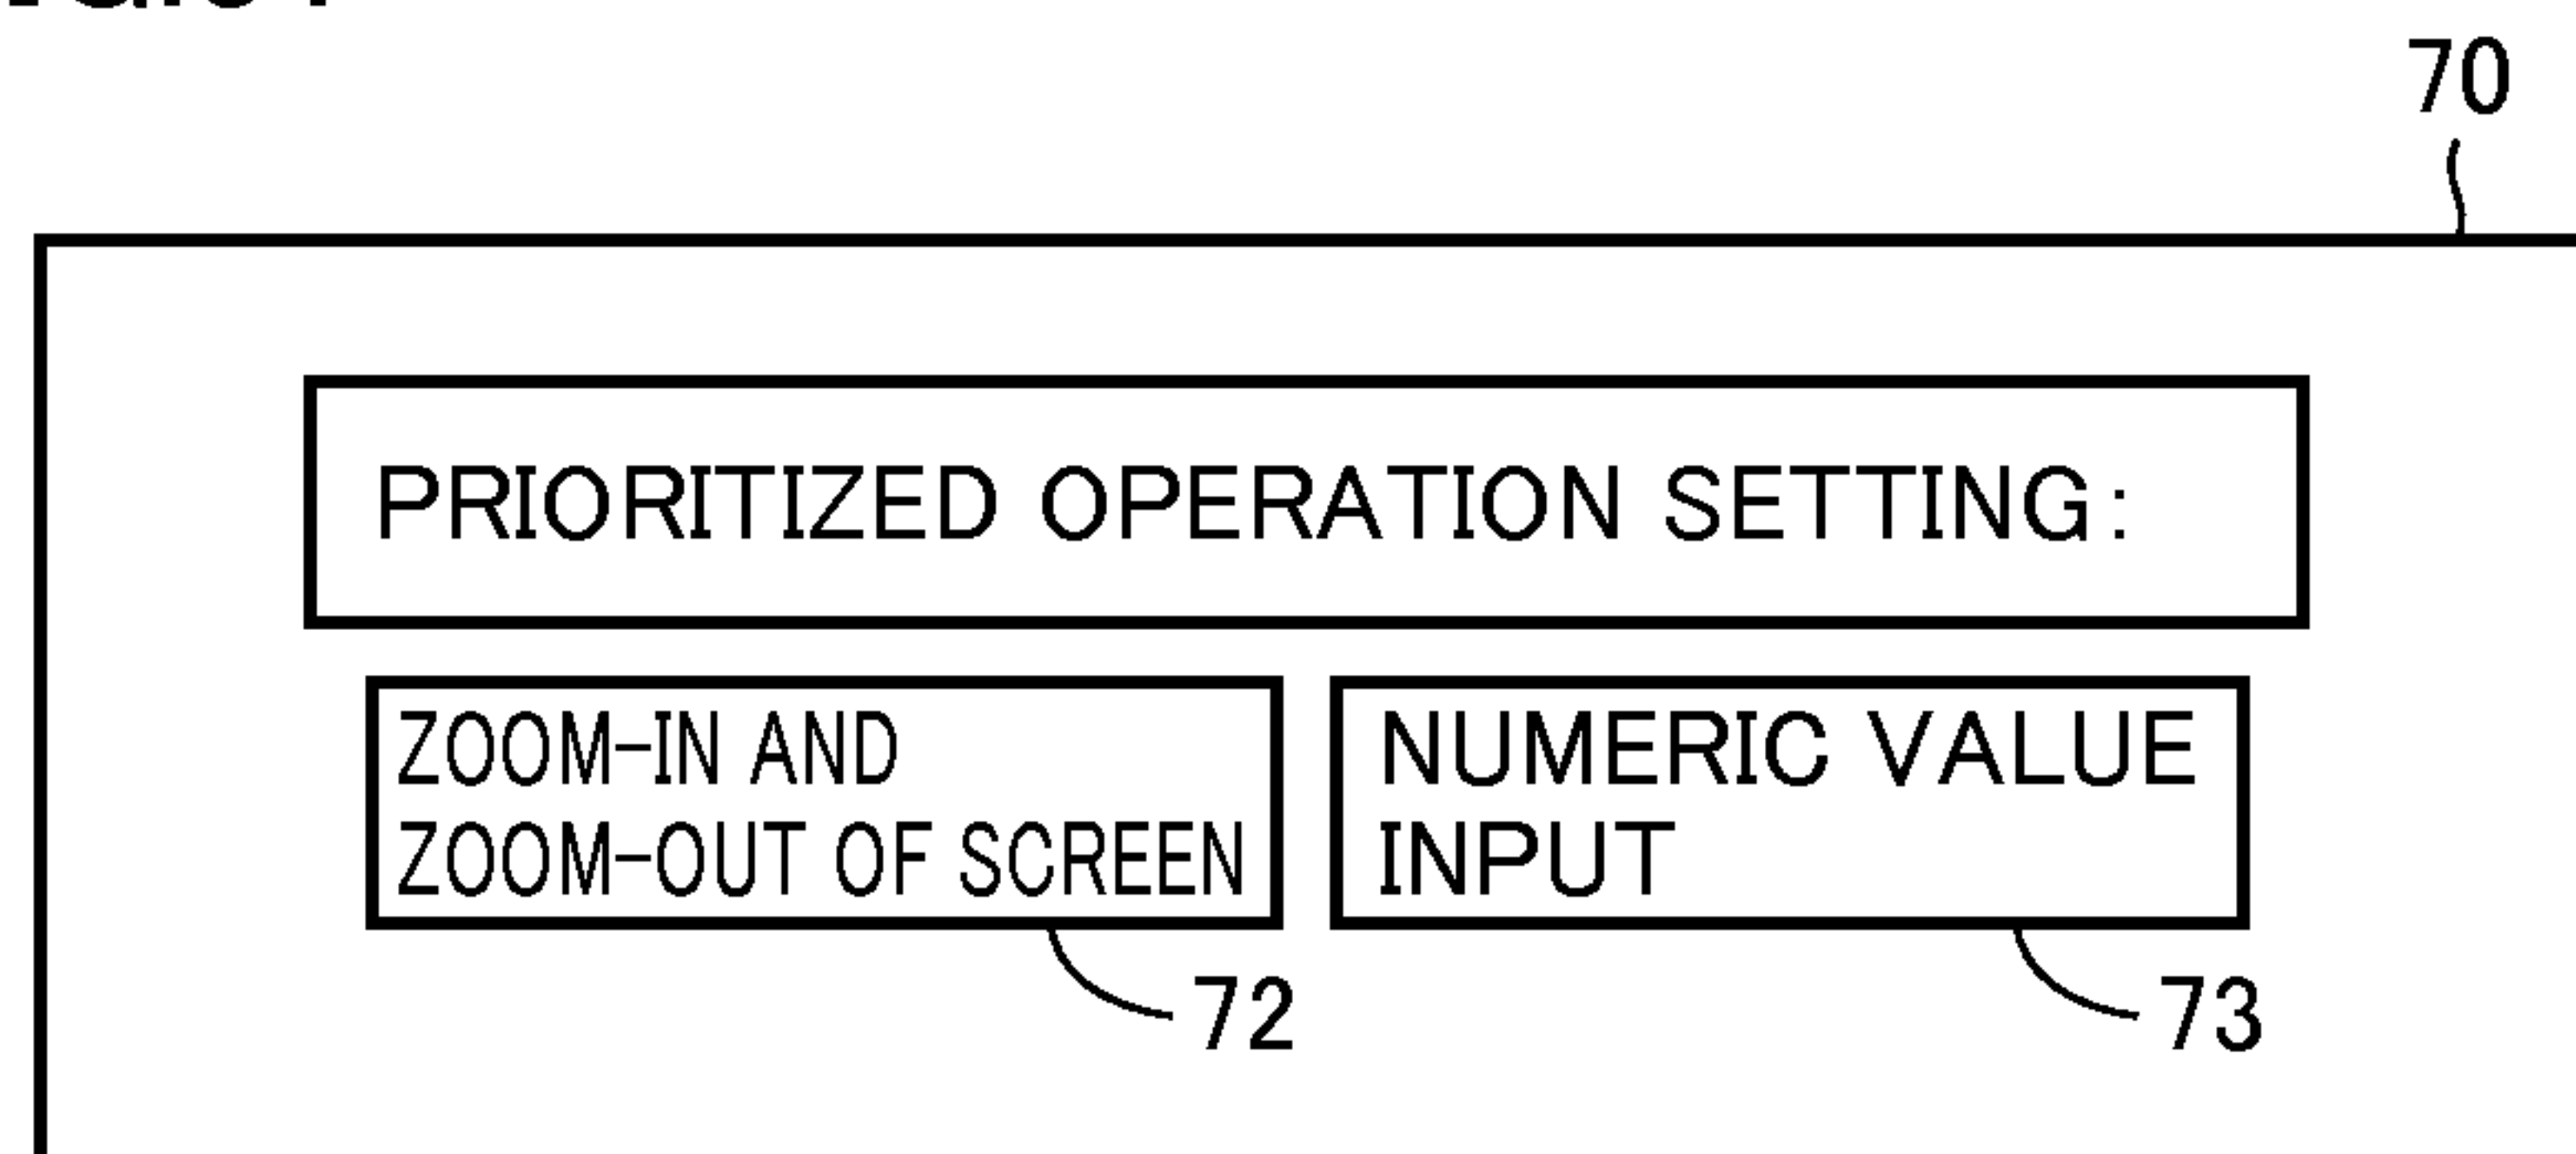 70
PRIORITIZED OPERATION SETTING:
ZOOM-IN AND
ZOOM-OUT OF SCREEN
NUMERIC VALUE
INPUT
72
73